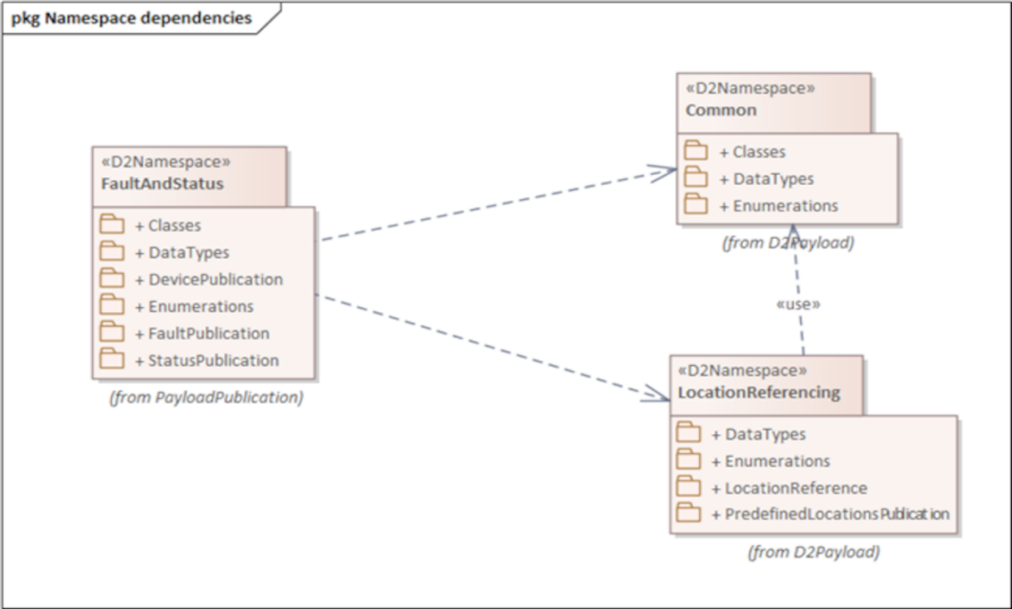 pkg Namespace dependencies
«D2Namespace»
FaultAndStatus
+ Classes
+ DataTypes
+ DevicePublication
+ Enumerations
+ FaultPublication
+ StatusPublication
(from PayloadPublication)
«D2Namespace»
Common
+ Classes
+ DataTypes
+ Enumerations
(from D2Payload)
«use»
«D2Namespace»
LocationReferencing
+ DataTypes
+ Enumerations
+ LocationReference
+ PredefinedLocationsPublication
(from D2Payload)